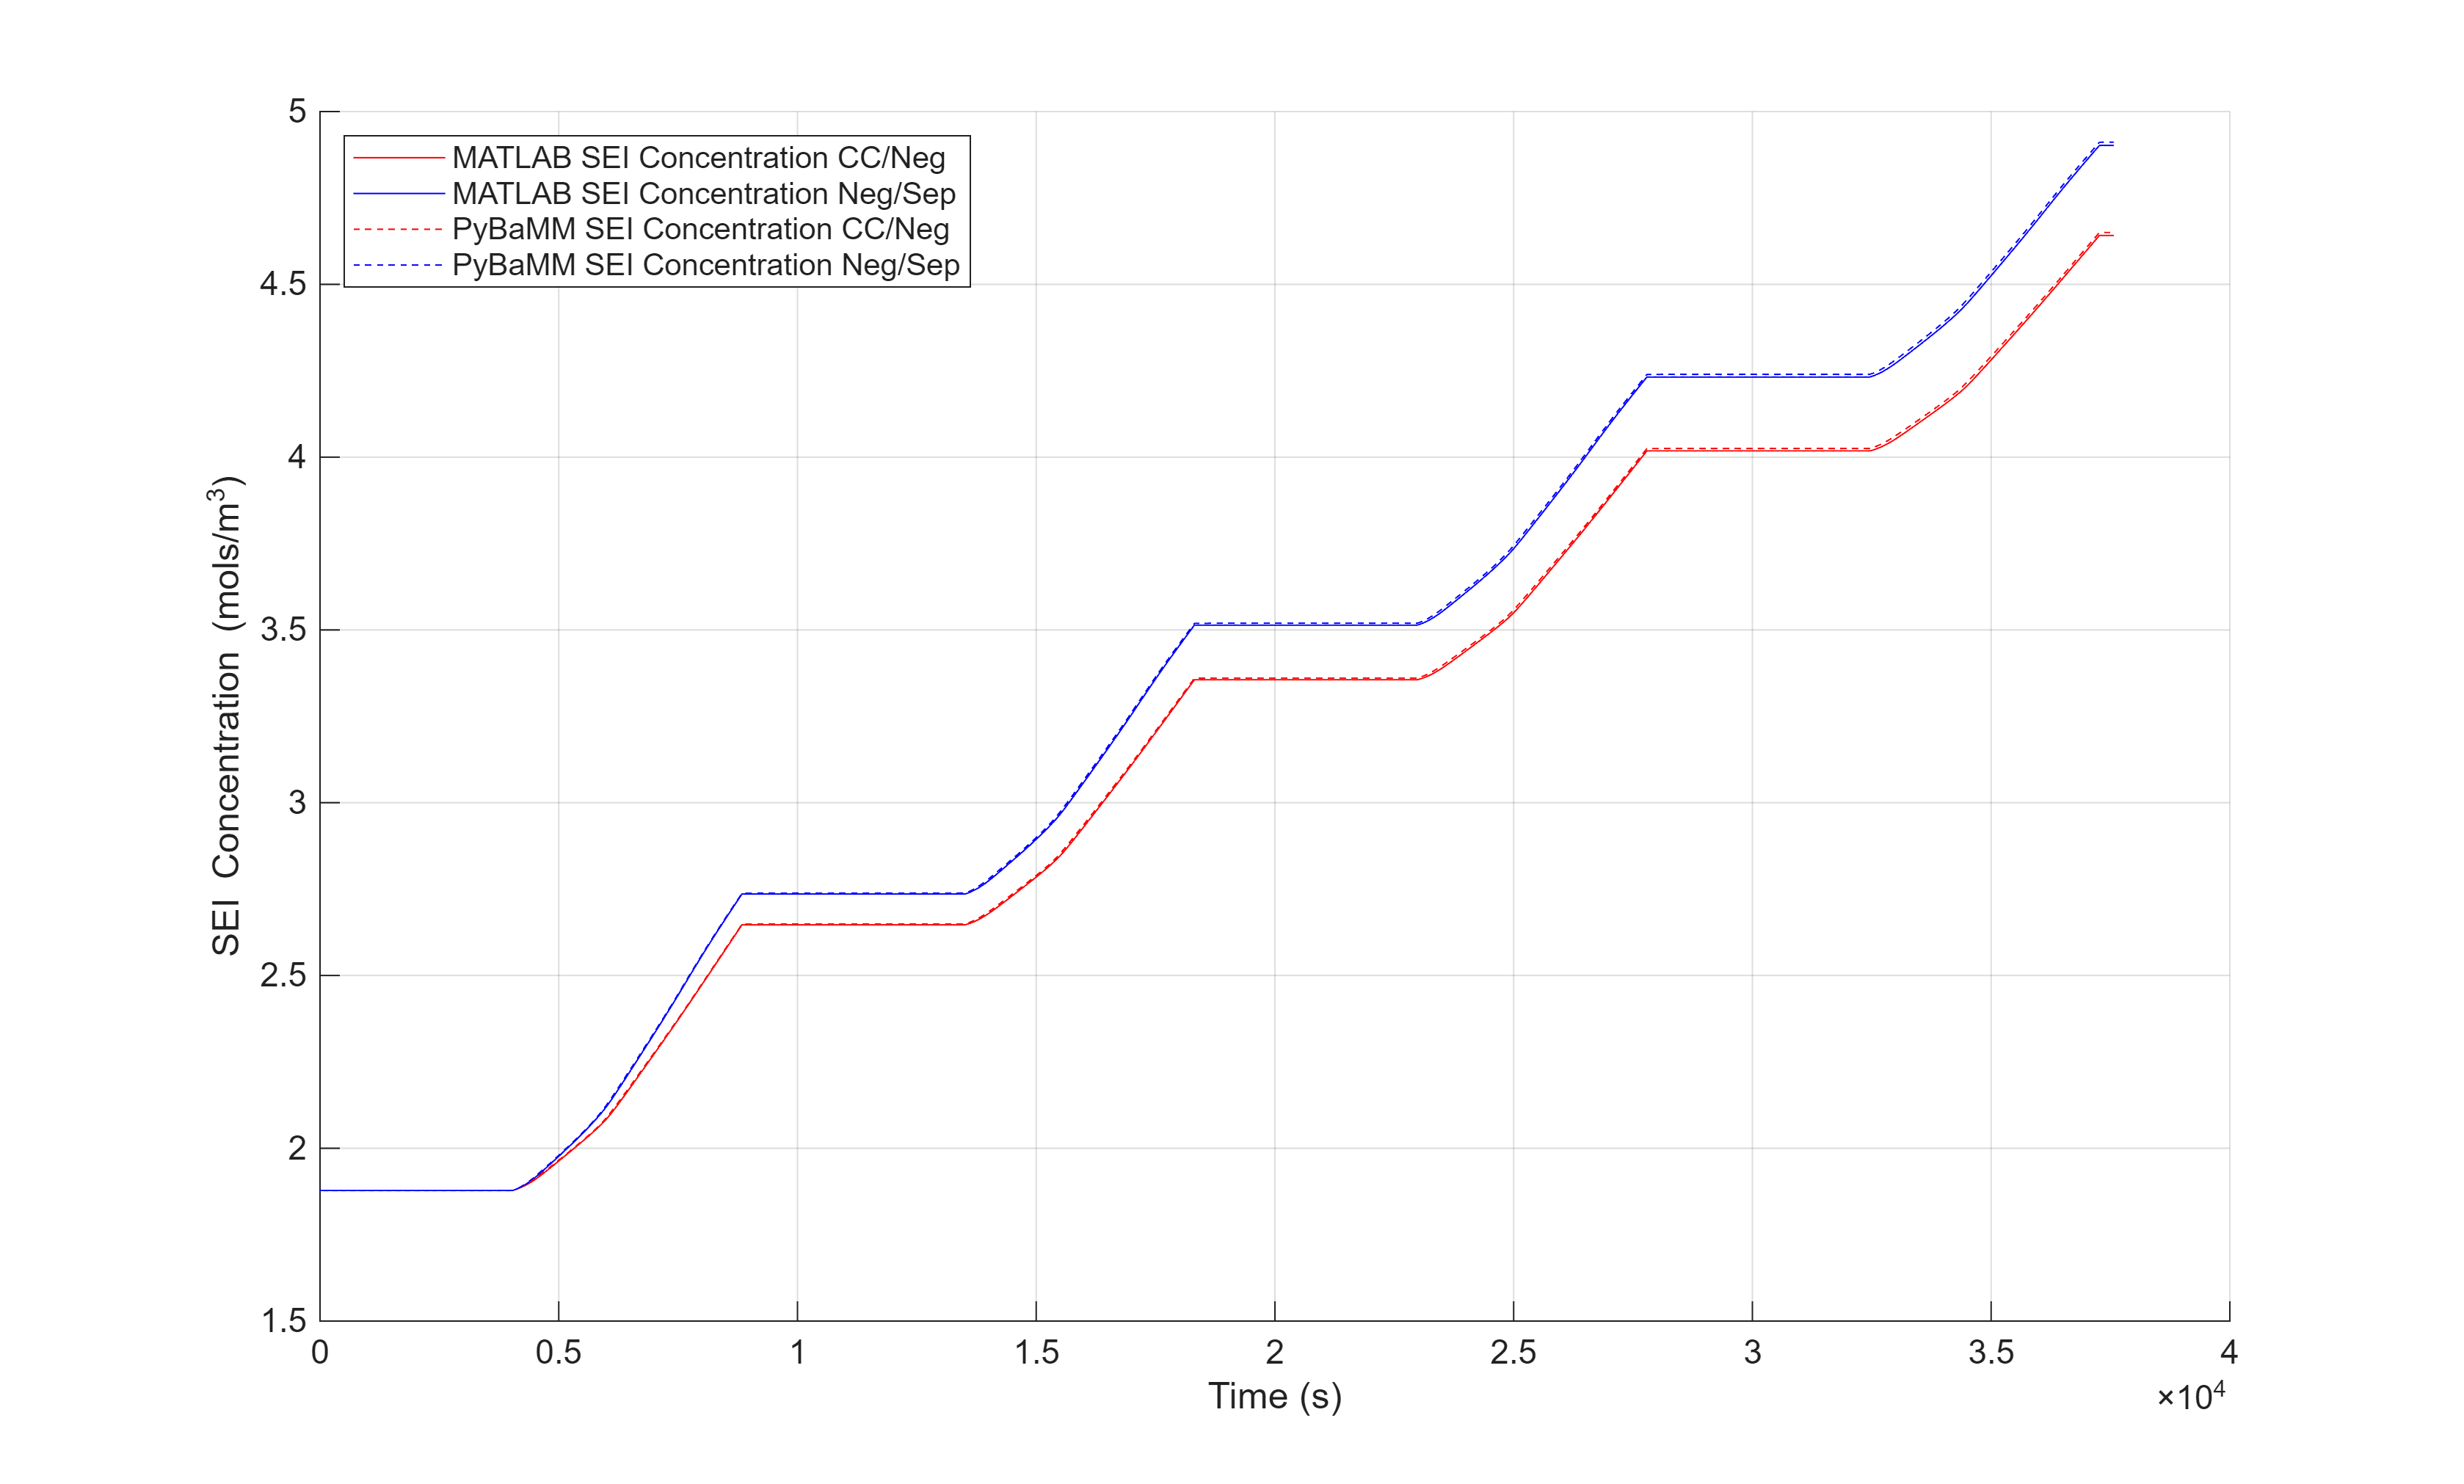 5
4.5
4
3.5
3
2.5
2
1.5
SEI Concentration (mols/m³)
MATLAB SEI Concentration CC/Neg
MATLAB SEI Concentration Neg/Sep
PyBaMM SEI Concentration CC/Neg
PyBaMM SEI Concentration Neg/Sep
0 0.5 1 1.5 2 2.5 3 3.5 4
Time (s)
×10⁴